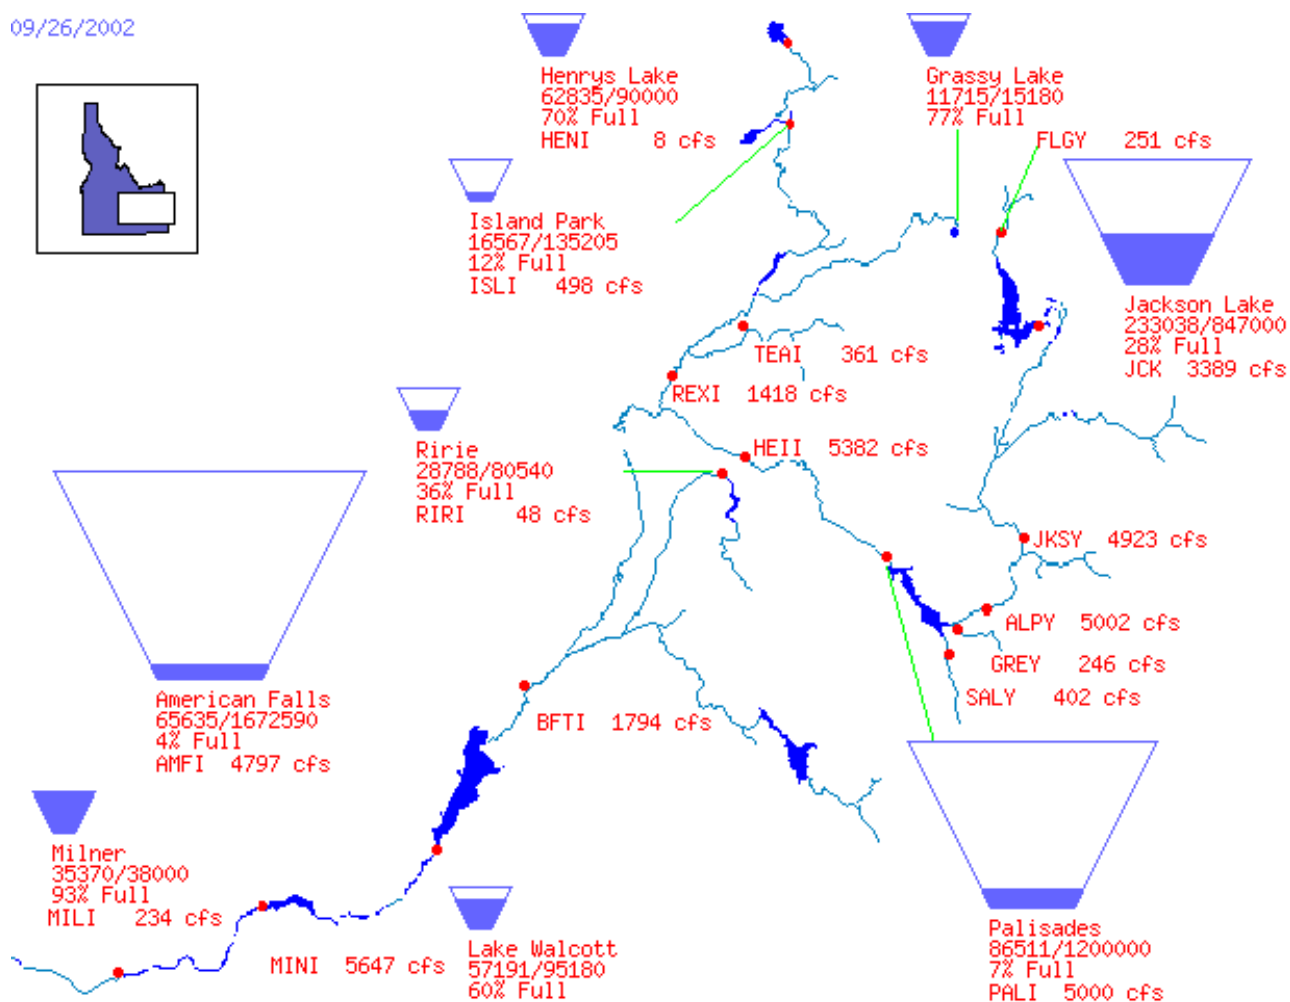 09/26/2002
Henrys Lake
62835/90000
70% Full
HENI 8 cfs
Grassy Lake
11715/15180
77% Full
FLGY 251 cfs
Island Park
16567/135205
12% Full
ISLI 498 cfs
Jackson Lake
233038/847000
28% Full
JCK 3389 cfs
TEAI 361 cfs
REXI 1418 cfs
HEII 5382 cfs
Ririe
28788/80540
36% Full
RIRI 48 cfs
JKSY 4923 cfs
ALPY 5002 cfs
GREY 246 cfs
SALY 402 cfs
American Falls
65635/1672590
4% Full
AMFI 4797 cfs
BFTI 1794 cfs
Milner
35370/38000
93% Full
MILI 234 cfs
MINI 5647 cfs
Lake Walcott
57191/95180
60% Full
Palisades
86511/1200000
7% Full
PALI 5000 cfs